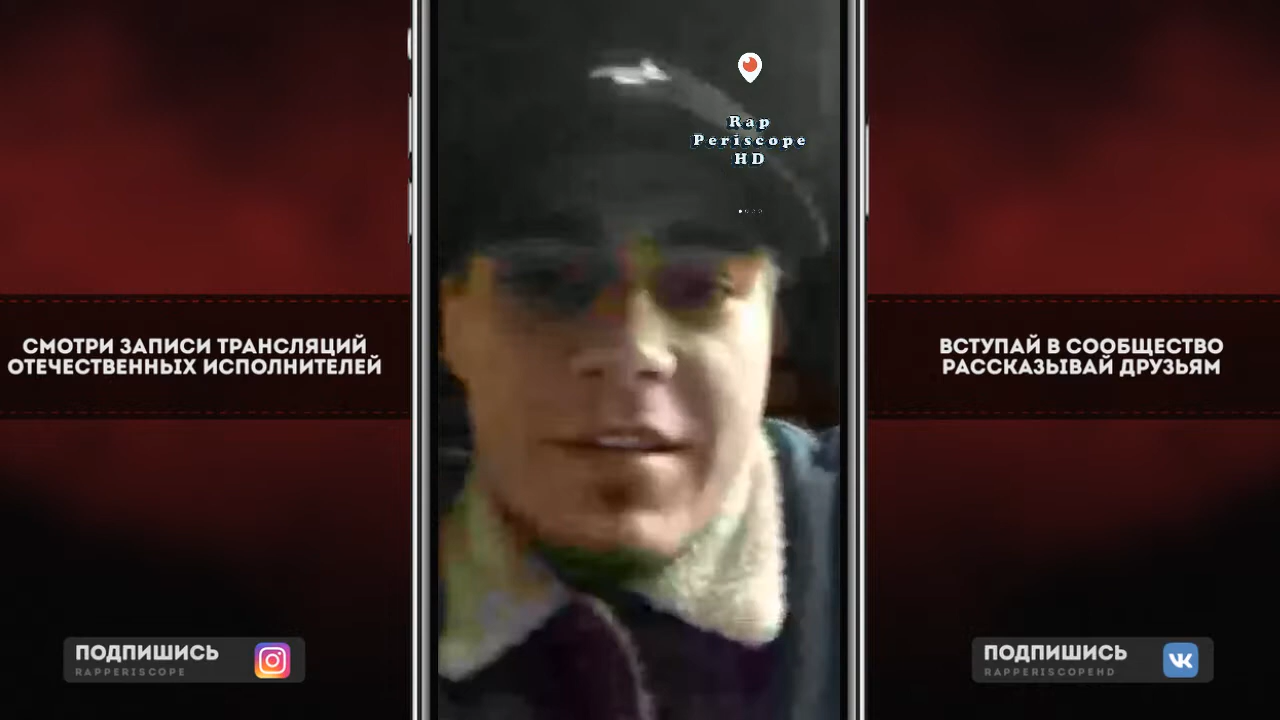 Rap
Periscope
HD
СМОТРИ ЗАПИСИ ТРАНСЛЯЦИЙ
ОТЕЧЕСТВЕННЫХ ИСПОЛНИТЕЛЕЙ
ВСТУПАЙ В СООБЩЕСТВО
РАССКАЗЫВАЙ ДРУЗЬЯМ
ПОДПИШИСЬ
RAPPERISCOPE
ПОДПИШИСЬ
RAPPERISCOPEHD